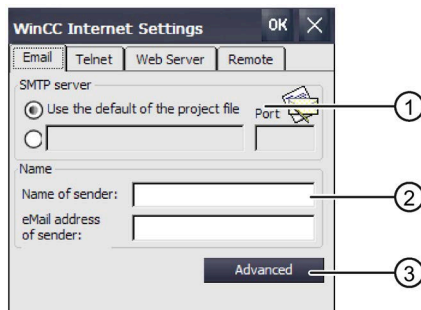 WinCC Internet Settings OK
Email Telnet Web Server Remote
SMTP server
Use the default of the project file Port 1
Name
Name of sender: 2
eMail address
of sender:
Advanced 3